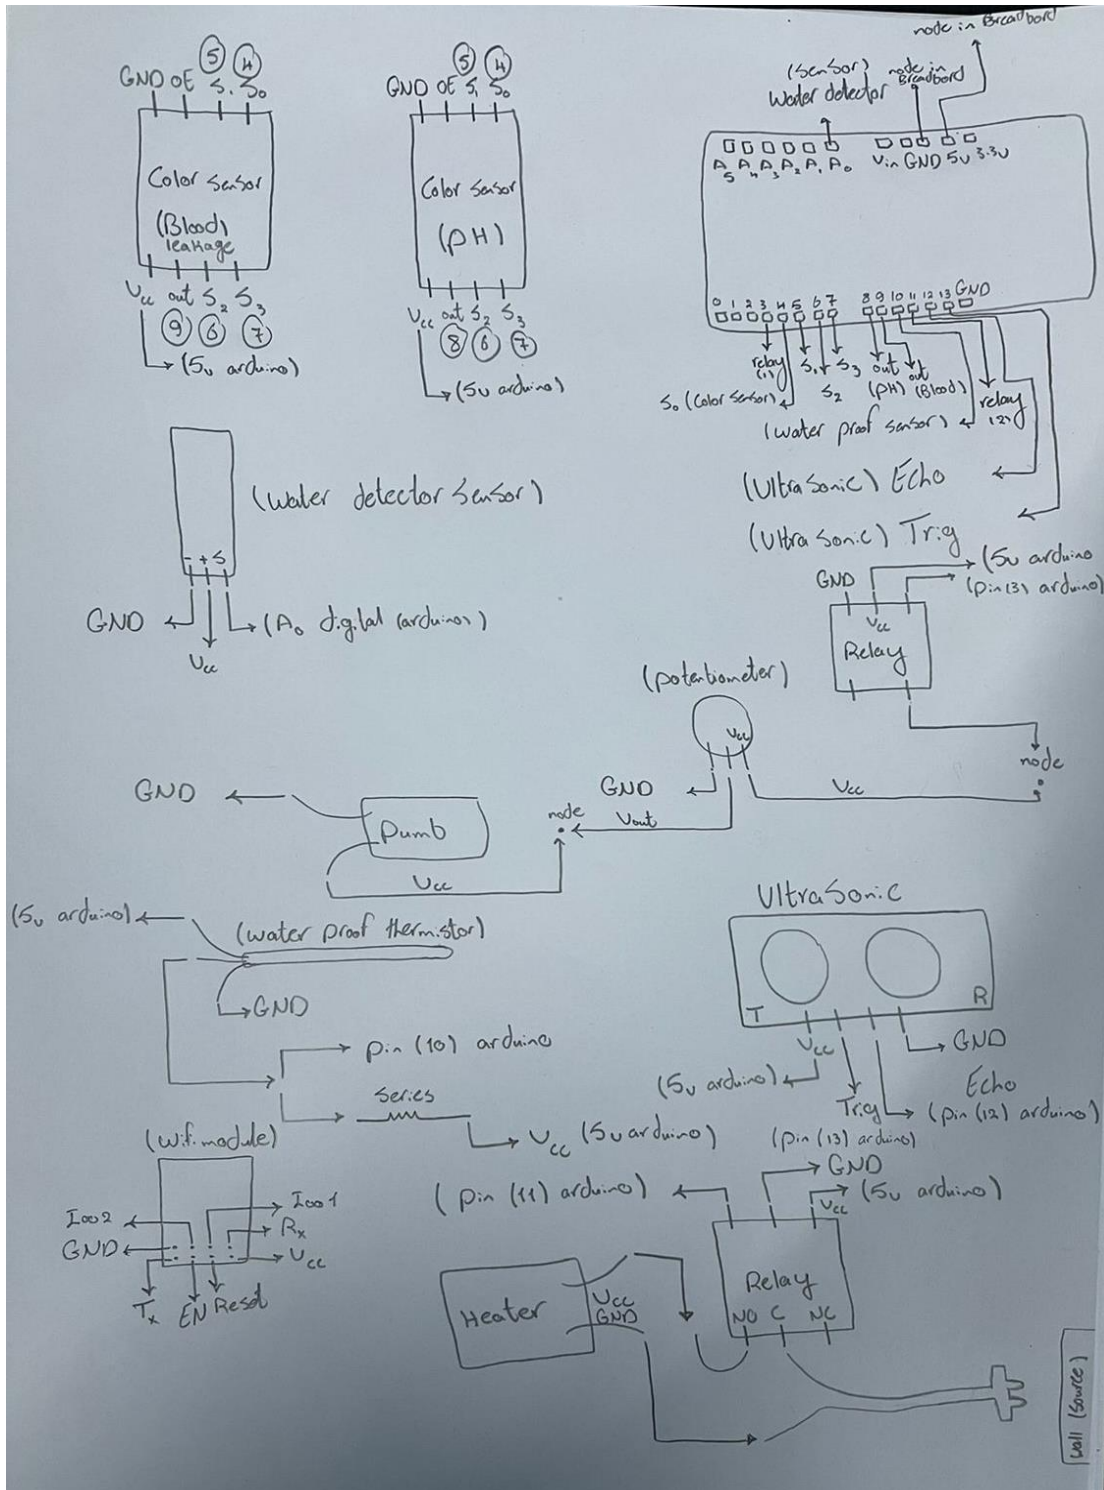 node in Breadbord
(sensor)
Water detector
node in
Breadbord
5 4
GND OE S1 S0
Color sensor
(Blood)
leakage
Vcc out S2 S3
9 6 7
(5v arduino)
5 4
GND OE S1 S0
Color sensor
(pH)
Vcc out S2 S3
8 6 7
(5v arduino)
A5 A4 A3 A2 A1 A0 Vin GND 5v 3.3v
0 1 2 3 4 5 6 7 8 9 10 11 12 13 GND
relay
(1)
S1 S2 S3
out
(pH)
out
(Blood)
relay
(2)
S0 (Color sensor)
(water proof sensor)
(Ultrasonic) Echo
(Ultrasonic) Trig
(water detector sensor)
- + S
GND
Vcc
(A0 digital (arduino))
GND
(5v arduino
(pin(3) arduino)
Vcc
Relay
node
(potentiometer)
Vcc
GND
Vout
Vcc
GND
Pumb
node
Vcc
(5v arduino)
(water proof thermistor)
GND
pin (10) arduino
series
Vcc (5v arduino)
UltraSonic
T R
Vcc
(5v arduino)
GND
Trig
(pin (13) arduino)
Echo
(pin (12) arduino)
(wifi module)
Ioo2
GND
Ioo1
Rx
Vcc
Tx EN Reset
(pin (11) arduino)
GND
(5v arduino)
Vcc
Relay
NO C NC
Heater
Vcc
GND
wall (source)